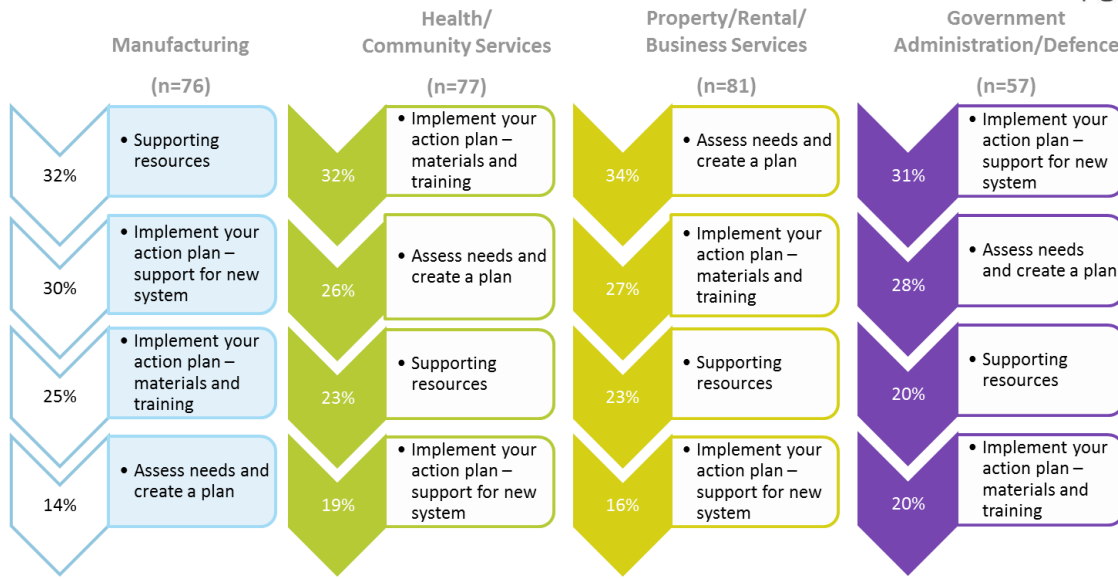 Manufacturing
(n=76)
32%
• Supporting
resources
30%
• Implement your
action plan –
support for new
system
25%
• Implement your
action plan –
materials and
training
14%
• Assess needs and
create a plan
Health/
Community Services
(n=77)
32%
• Implement your
action plan –
materials and
training
26%
• Assess needs and
create a plan
23%
• Supporting
resources
19%
• Implement your
action plan –
support for new
system
Property/Rental/
Business Services
(n=81)
34%
• Assess needs and
create a plan
27%
• Implement your
action plan –
materials and
training
23%
• Supporting
resources
16%
• Implement your
action plan –
support for new
system
Government
Administration/Defence
(n=57)
31%
• Implement your
action plan –
support for new
system
28%
• Assess needs
and create a plan
20%
• Supporting
resources
20%
• Implement your
action plan –
materials and
training